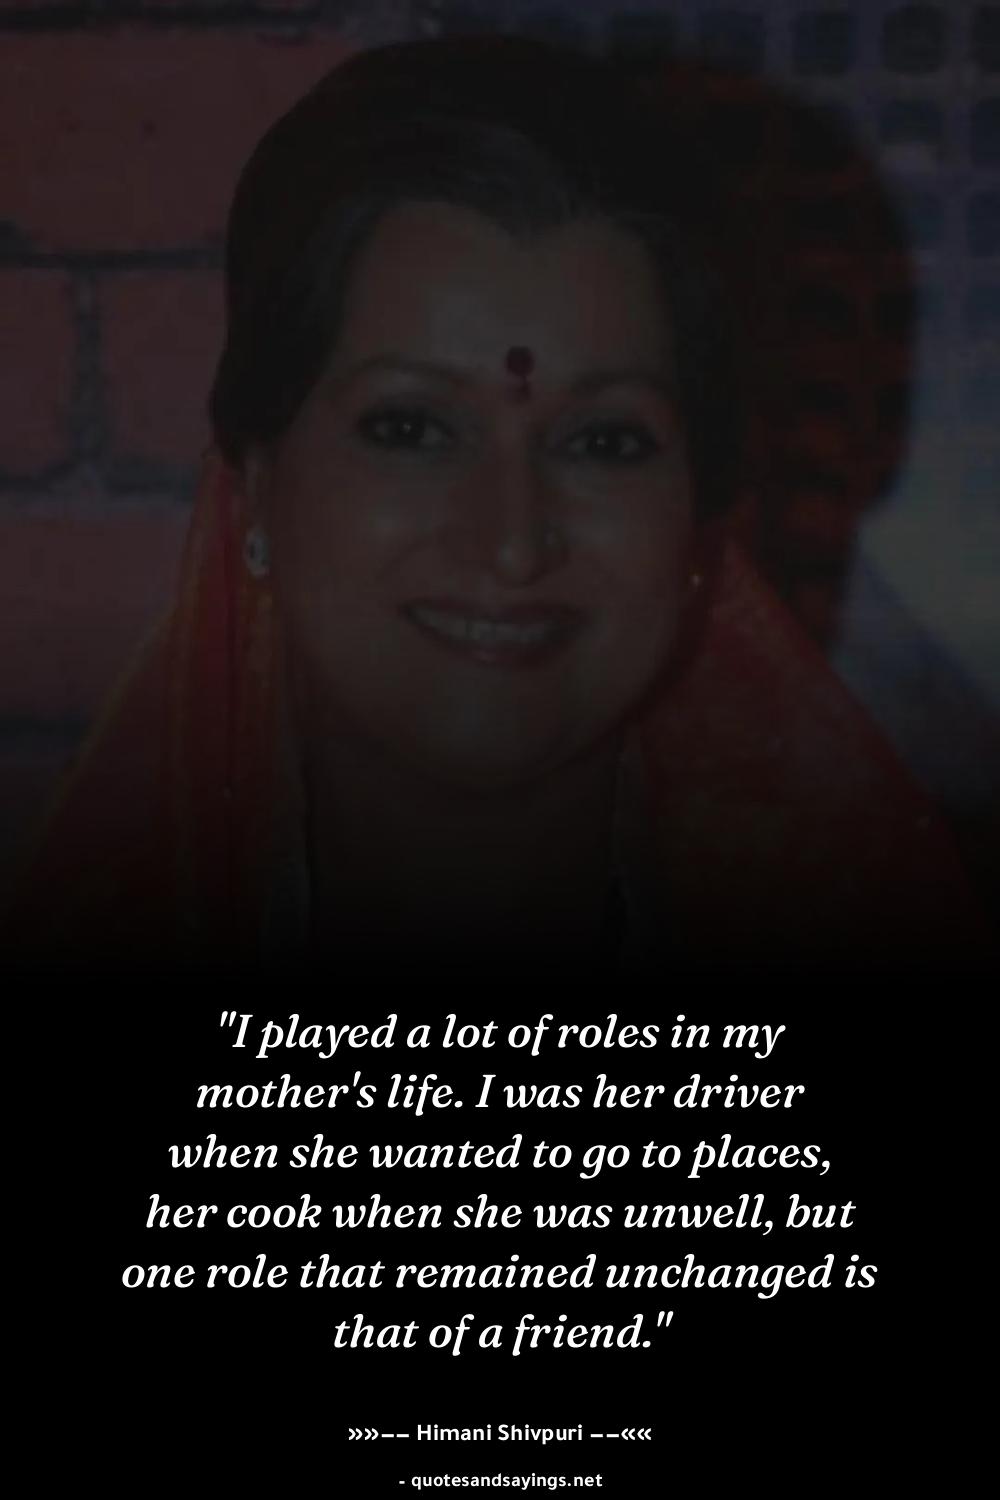 "I played a lot of roles in my
mother's life. I was her driver
when she wanted to go to places,
her cook when she was unwell, but
one role that remained unchanged is
that of a friend."
»»−− Himani Shivpuri −−««
- quotesandsayings.net